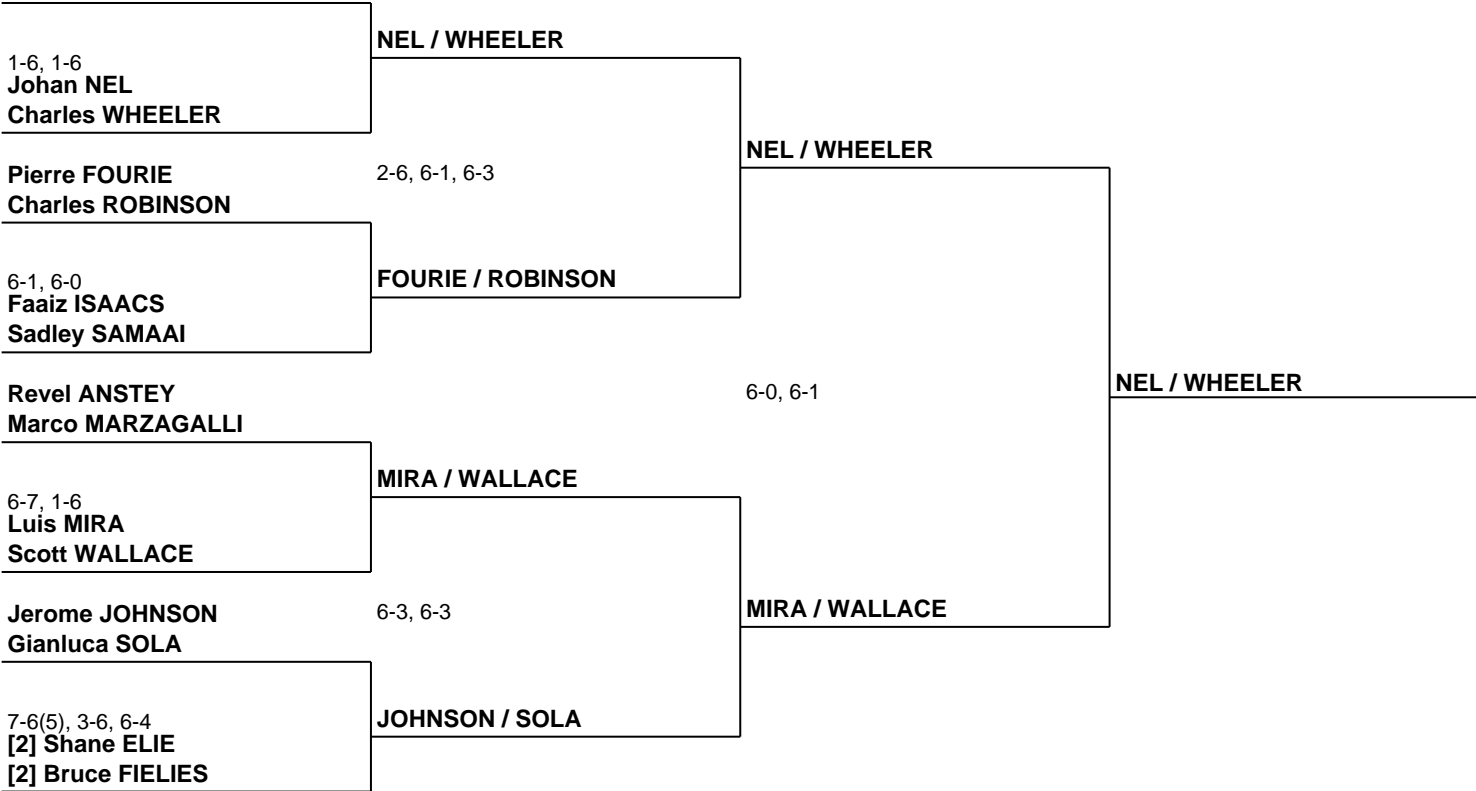 NEL / WHEELER
1-6, 1-6
Johan NEL
Charles WHEELER
NEL / WHEELER
Pierre FOURIE
2-6, 6-1, 6-3
Charles ROBINSON
6-1, 6-0
FOURIE / ROBINSON
Faaiz ISAACS
Sadley SAMAAI
Revel ANSTEY
6-0, 6-1
NEL / WHEELER
Marco MARZAGALLI
MIRA / WALLACE
6-7, 1-6
Luis MIRA
Scott WALLACE
Jerome JOHNSON
6-3, 6-3
MIRA / WALLACE
Gianluca SOLA
7-6(5), 3-6, 6-4
JOHNSON / SOLA
[2] Shane ELIE
[2] Bruce FIELIES